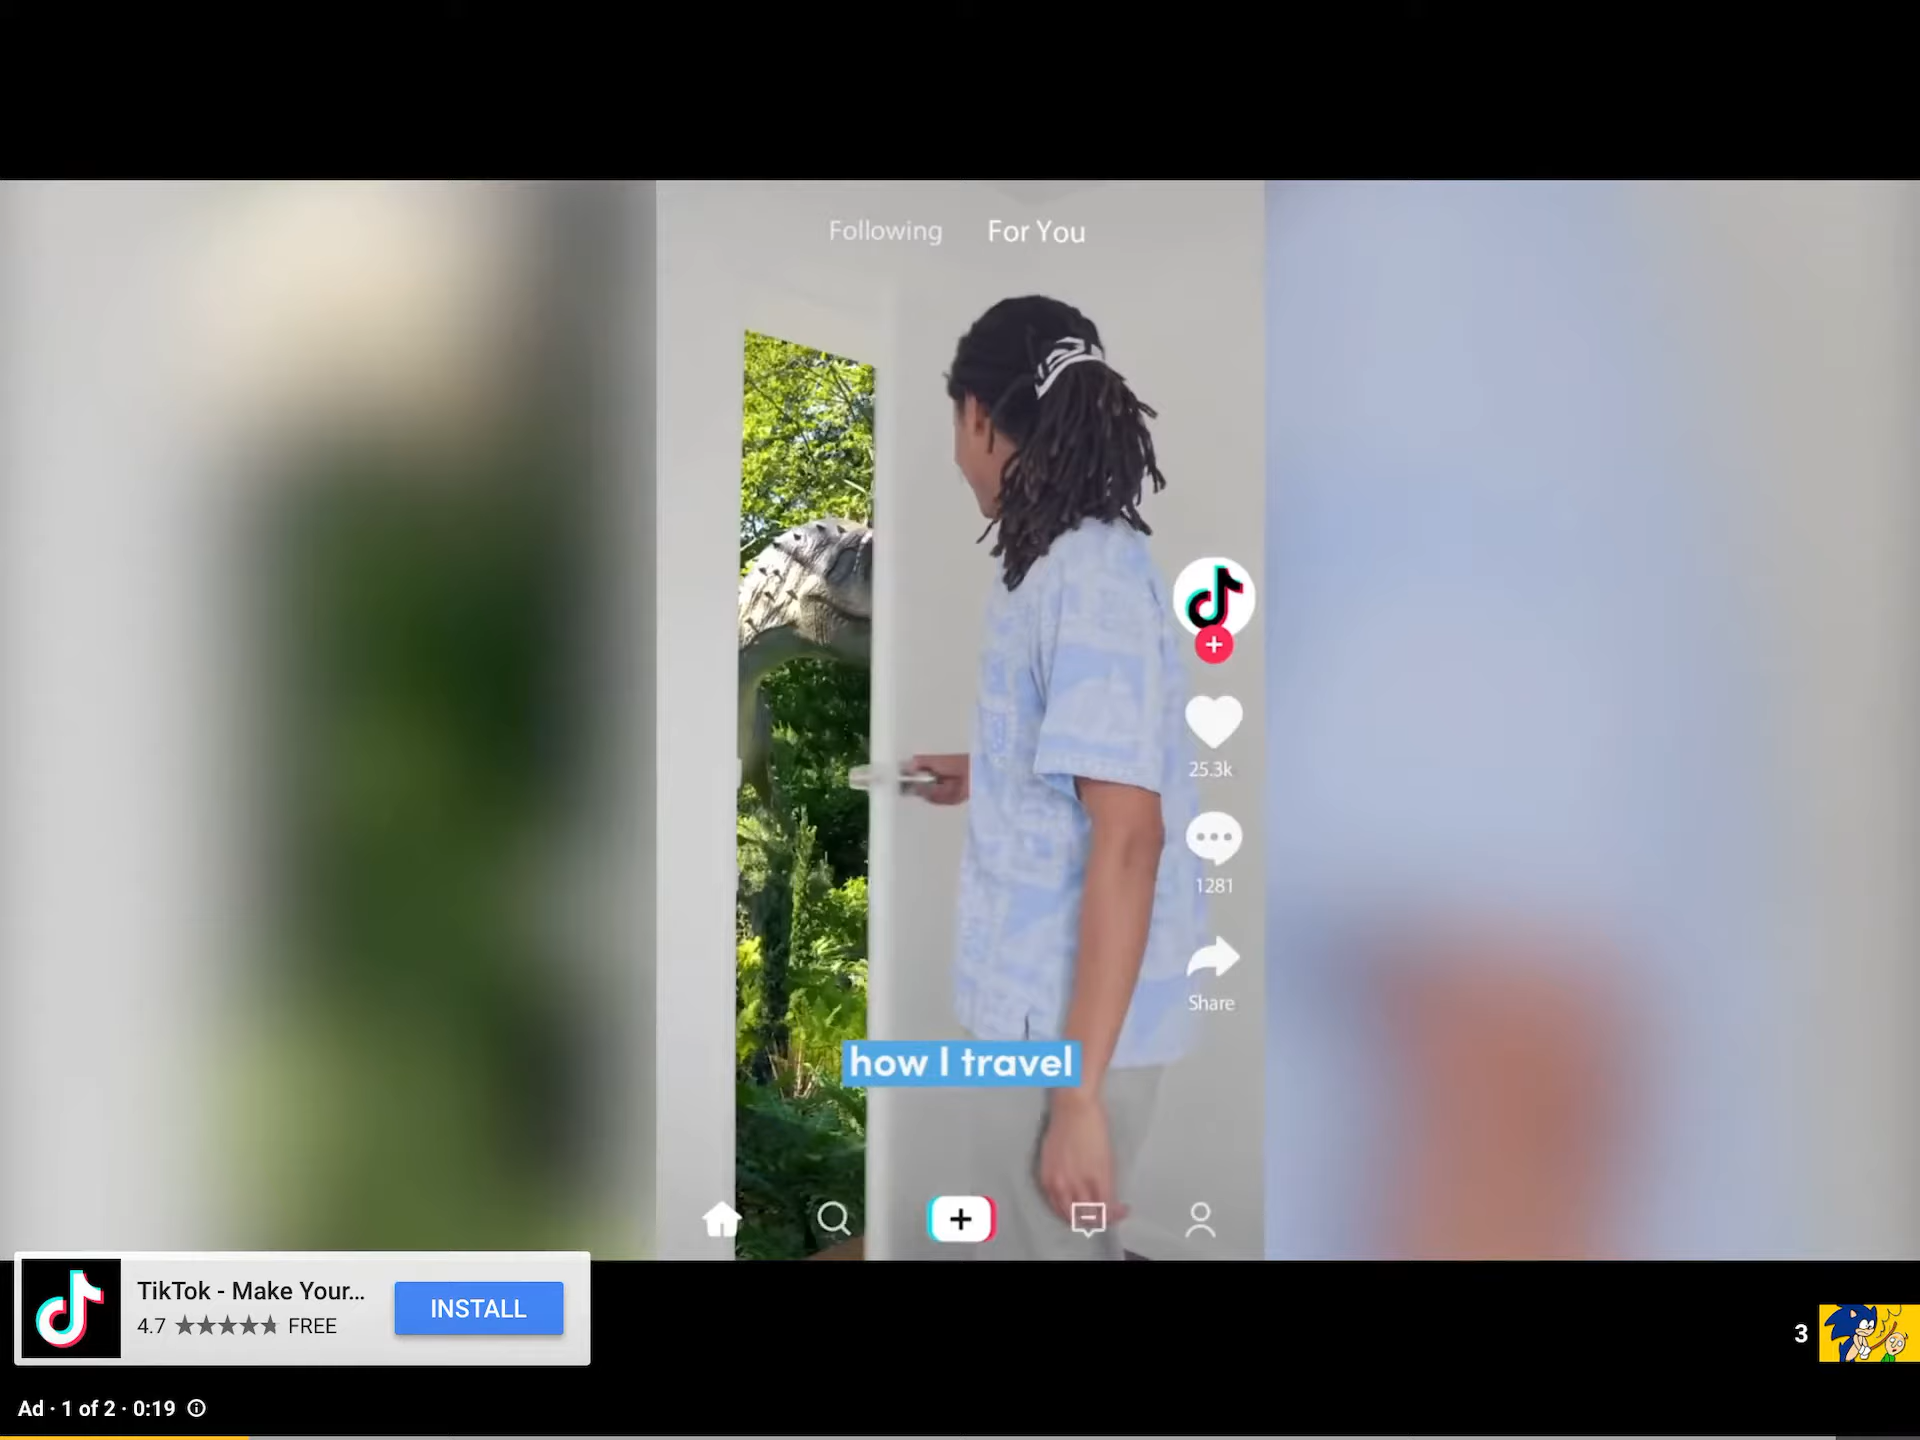 Following For You
25.3k
1281
Share
how I travel
TikTok - Make Your...
4.7 ★★★★★ FREE
INSTALL
3
Ad · 1 of 2 · 0:19